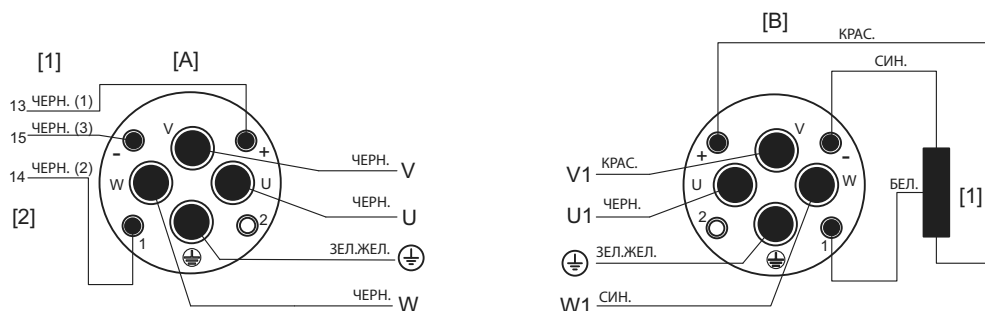 [1]
[A]
13 ЧЕРН. (1)
15 ЧЕРН. (3)
14 ЧЕРН. (2)
[2]
V
+
-
W
U
1
2
ЧЕРН. V
ЧЕРН. U
ЗЕЛ.ЖЕЛ.
ЧЕРН. W
[B]
КРАС.
СИН.
V
+
-
U
W
2
1
V1 КРАС.
U1 ЧЕРН.
ЗЕЛ.ЖЕЛ.
W1 СИН.
БЕЛ.
[1]